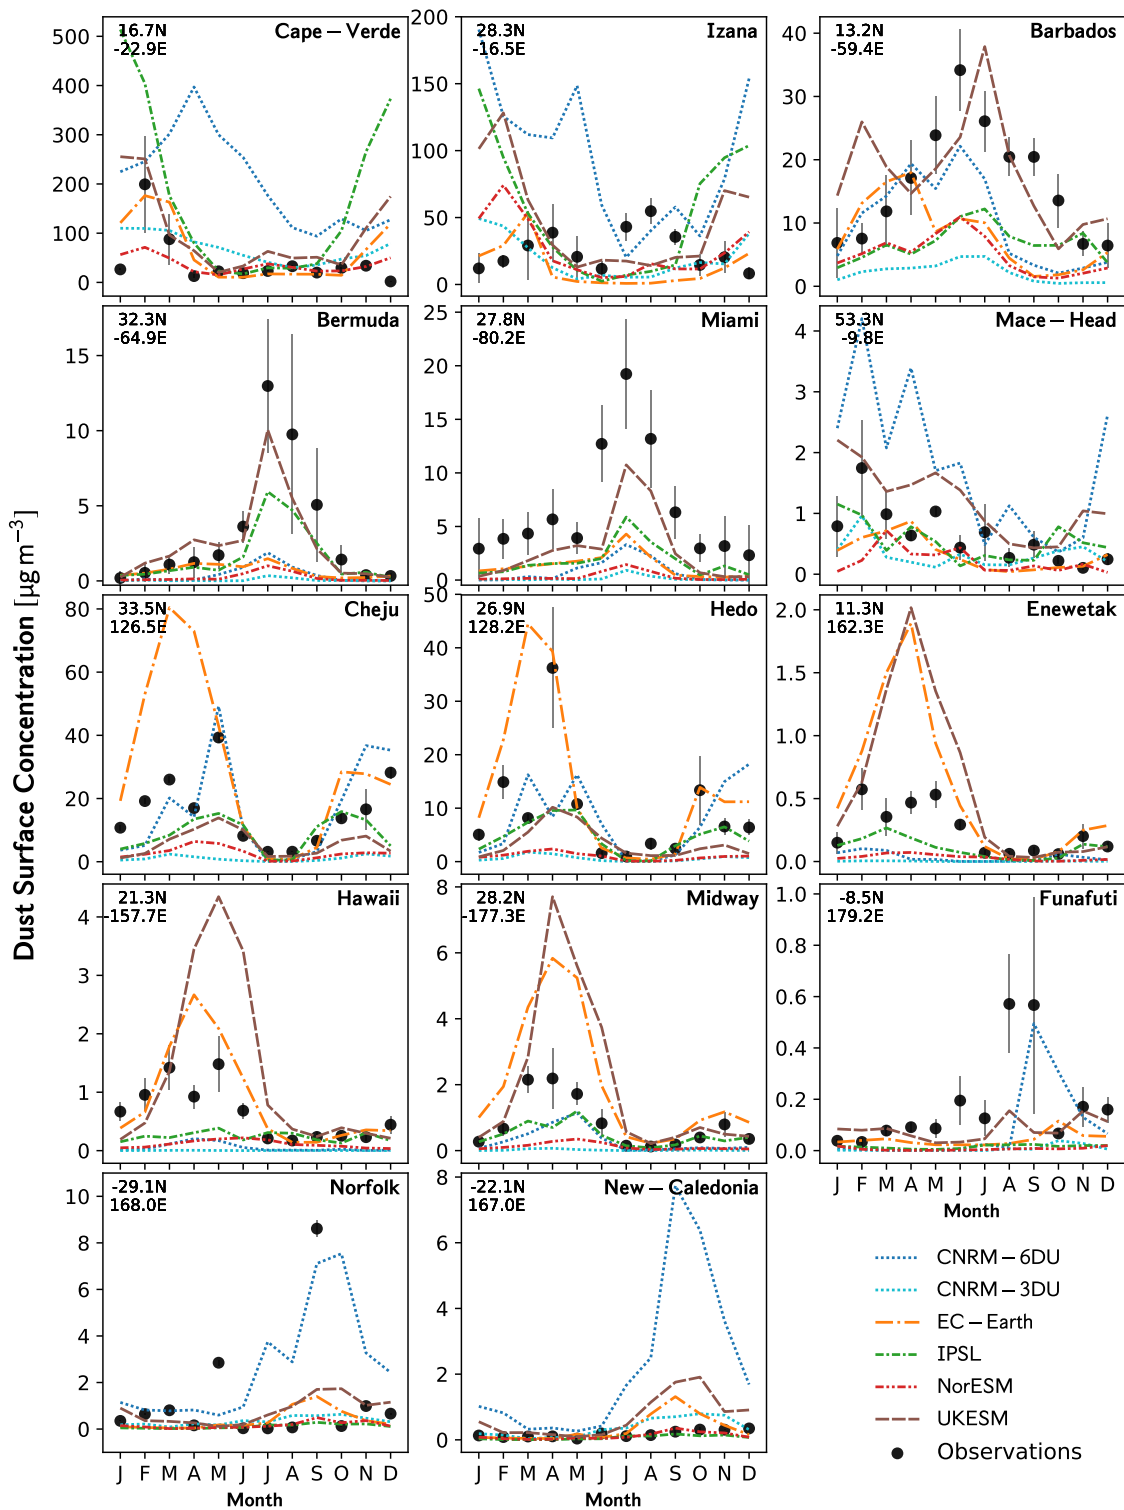 Dust Surface Concentration [µg m−3]
16.7N
-22.9E
Cape − Verde
500
400
300
200
100
0
28.3N
-16.5E
Izana
200
150
100
50
0
13.2N
-59.4E
Barbados
40
30
20
10
0
32.3N
-64.9E
Bermuda
15
10
5
0
27.8N
-80.2E
Miami
25
20
15
10
5
0
53.3N
-9.8E
Mace − Head
4
3
2
1
0
33.5N
126.5E
Cheju
80
60
40
20
0
26.9N
128.2E
Hedo
50
40
30
20
10
0
11.3N
162.3E
Enewetak
2.0
1.5
1.0
0.5
0.0
21.3N
-157.7E
Hawaii
4
3
2
1
0
28.2N
-177.3E
Midway
8
6
4
2
0
-8.5N
179.2E
Funafuti
1.0
0.8
0.6
0.4
0.2
0.0
J F M A M J J A S O N D
Month
-29.1N
168.0E
Norfolk
10
8
6
4
2
0
J F M A M J J A S O N D
Month
-22.1N
167.0E
New − Caledonia
8
6
4
2
0
J F M A M J J A S O N D
Month
CNRM − 6DU
CNRM − 3DU
EC − Earth
IPSL
NorESM
UKESM
Observations